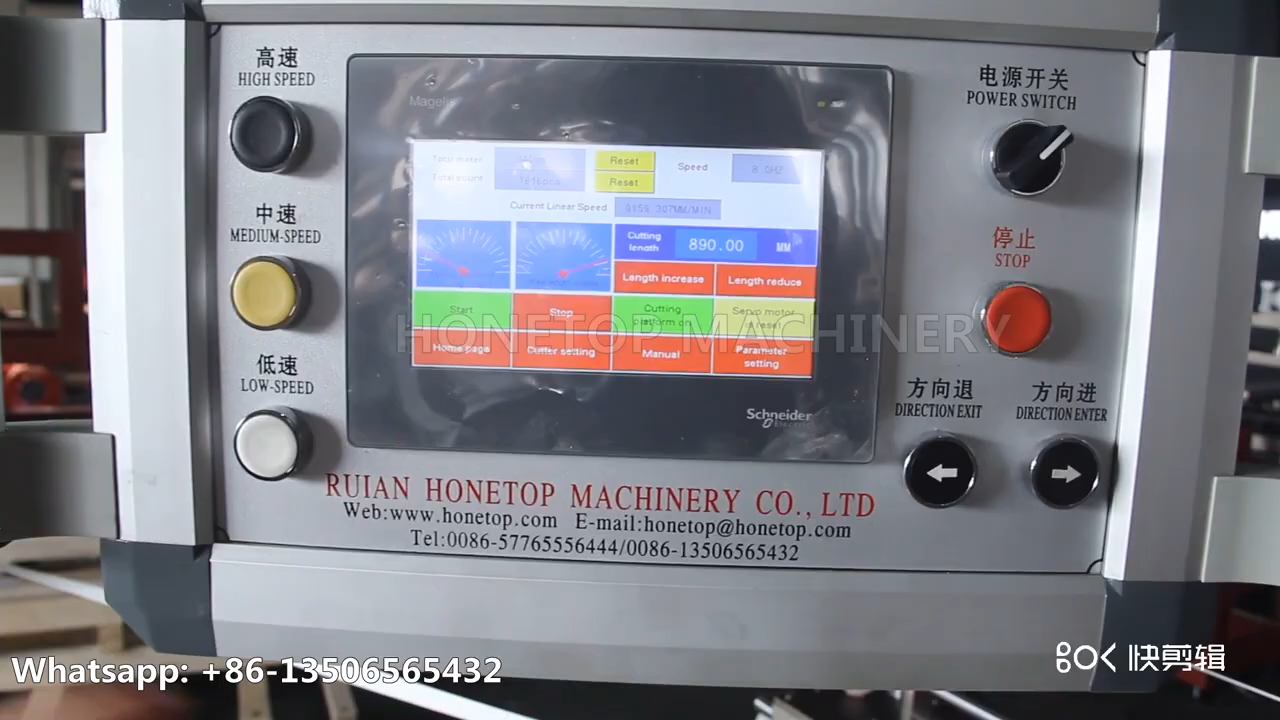 高速
HIGH SPEED
中速
MEDIUM-SPEED
低速
LOW-SPEED
Magelis
Total meter
Reset
Speed
8.0HZ
Total count
Reset
Current Linear Speed
Cutting length
890.00
MM
Length increase
Length reduce
Start
Stop
Cutting platform on
Servo motor
reset
Home page
Cutter setting
Manual
Parameter setting
Schneider
Electric
电源开关
POWER SWITCH
停止
STOP
方向退
DIRECTION EXIT
方向进
DIRECTION ENTER
HONETOP MACHINERY
RUIAN HONETOP MACHINERY CO., LTD
Web:www.honetop.com E-mail:honetop@honetop.com
Tel:0086-57765556444/0086-13506565432
Whatsapp: +86-13506565432
快剪辑